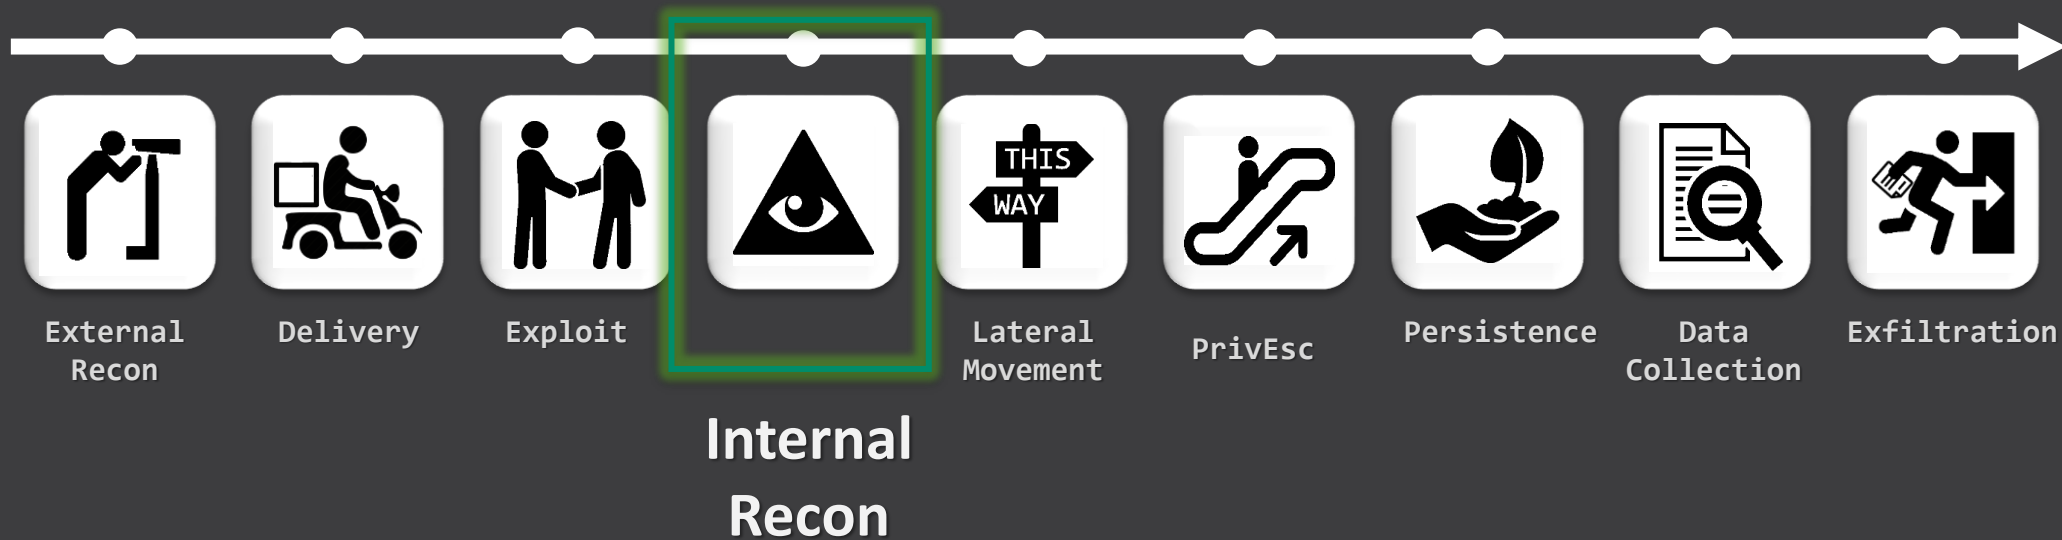 THIS
WAY
External
Recon
Delivery
Exploit
Internal
Recon
Lateral
Movement
PrivEsc
Persistence
Data
Collection
Exfiltration